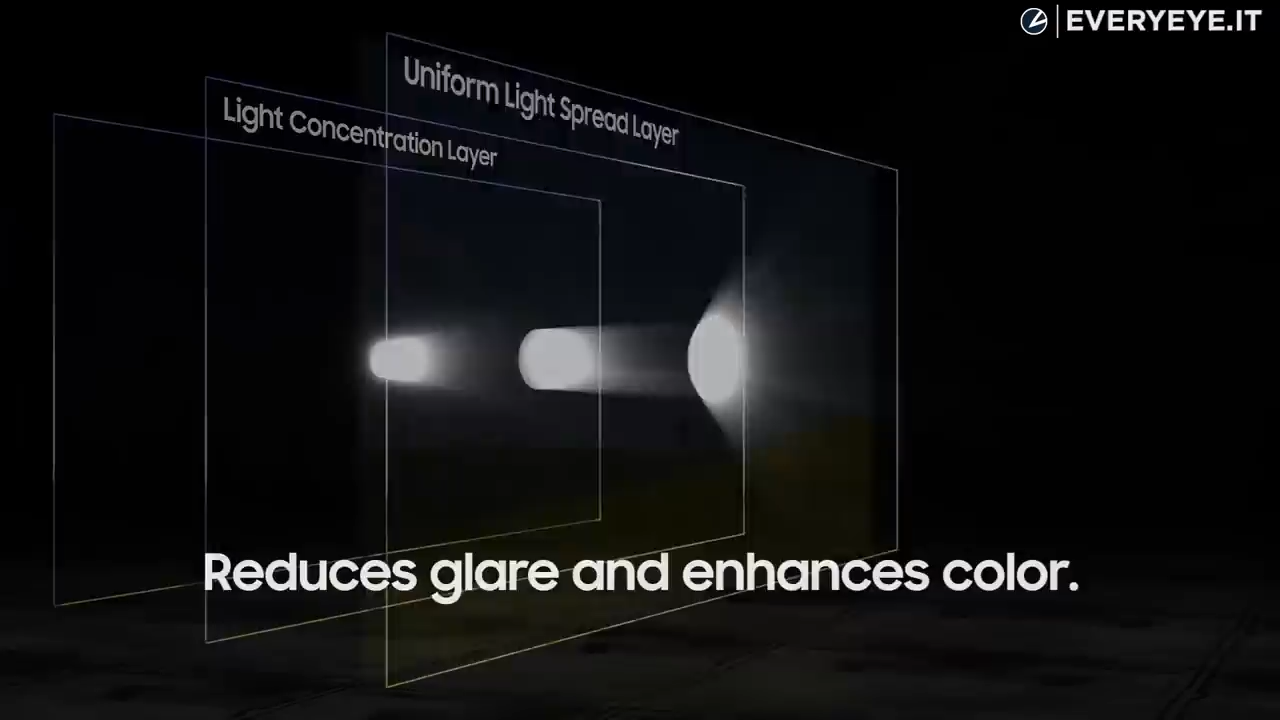 EVERYEYE.IT
Uniform Light Spread Layer
Light Concentration Layer
Reduces glare and enhances color.